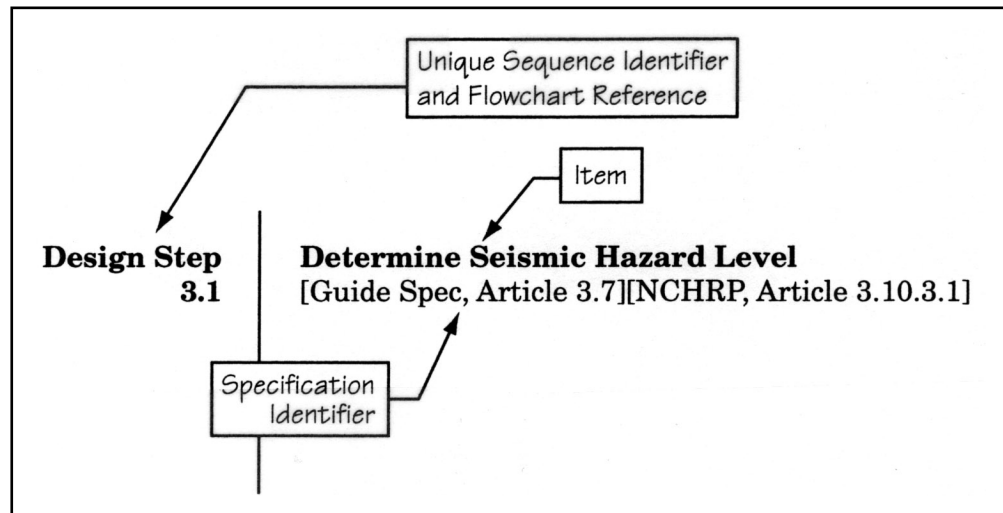 Unique Sequence Identifier
and Flowchart Reference
Item
Design Step
3.1
Determine Seismic Hazard Level
[Guide Spec, Article 3.7][NCHRP, Article 3.10.3.1]
Specification
Identifier